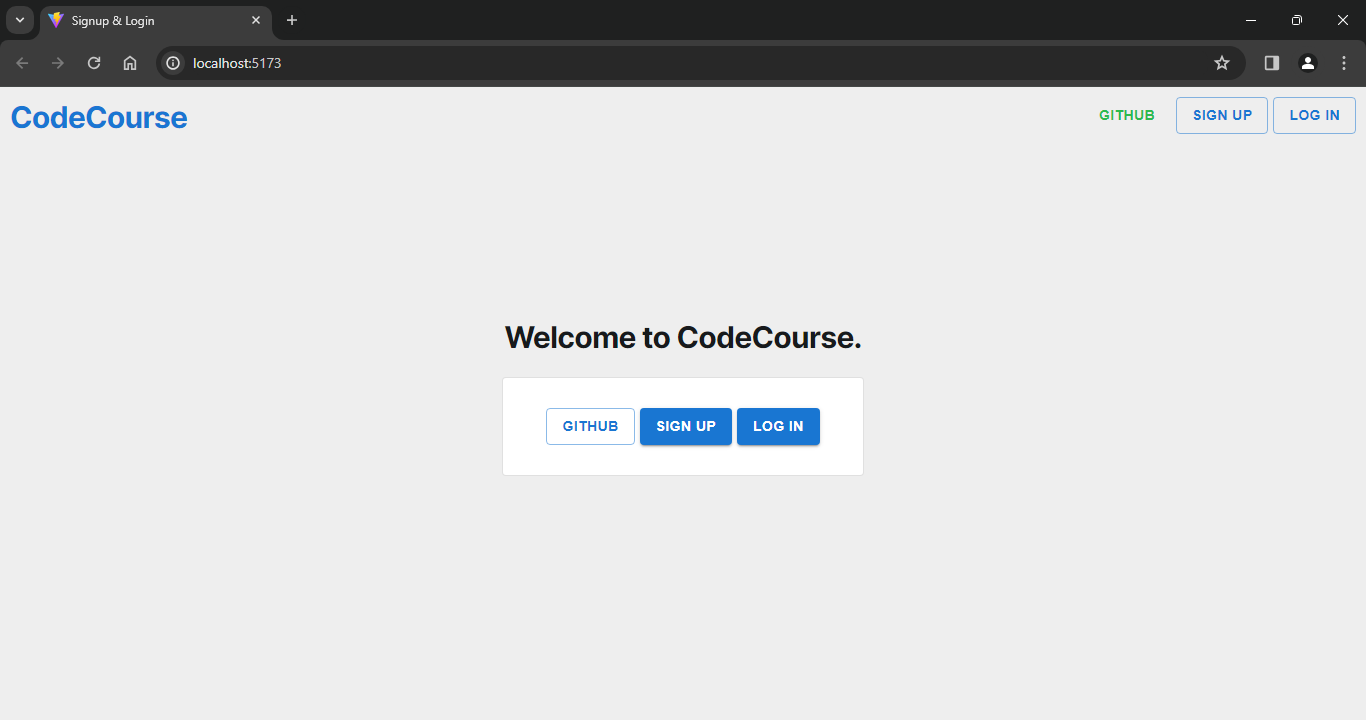 Signup & Login
localhost:5173
CodeCourse
GITHUB SIGN UP LOG IN
Welcome to CodeCourse.
GITHUB SIGN UP LOG IN